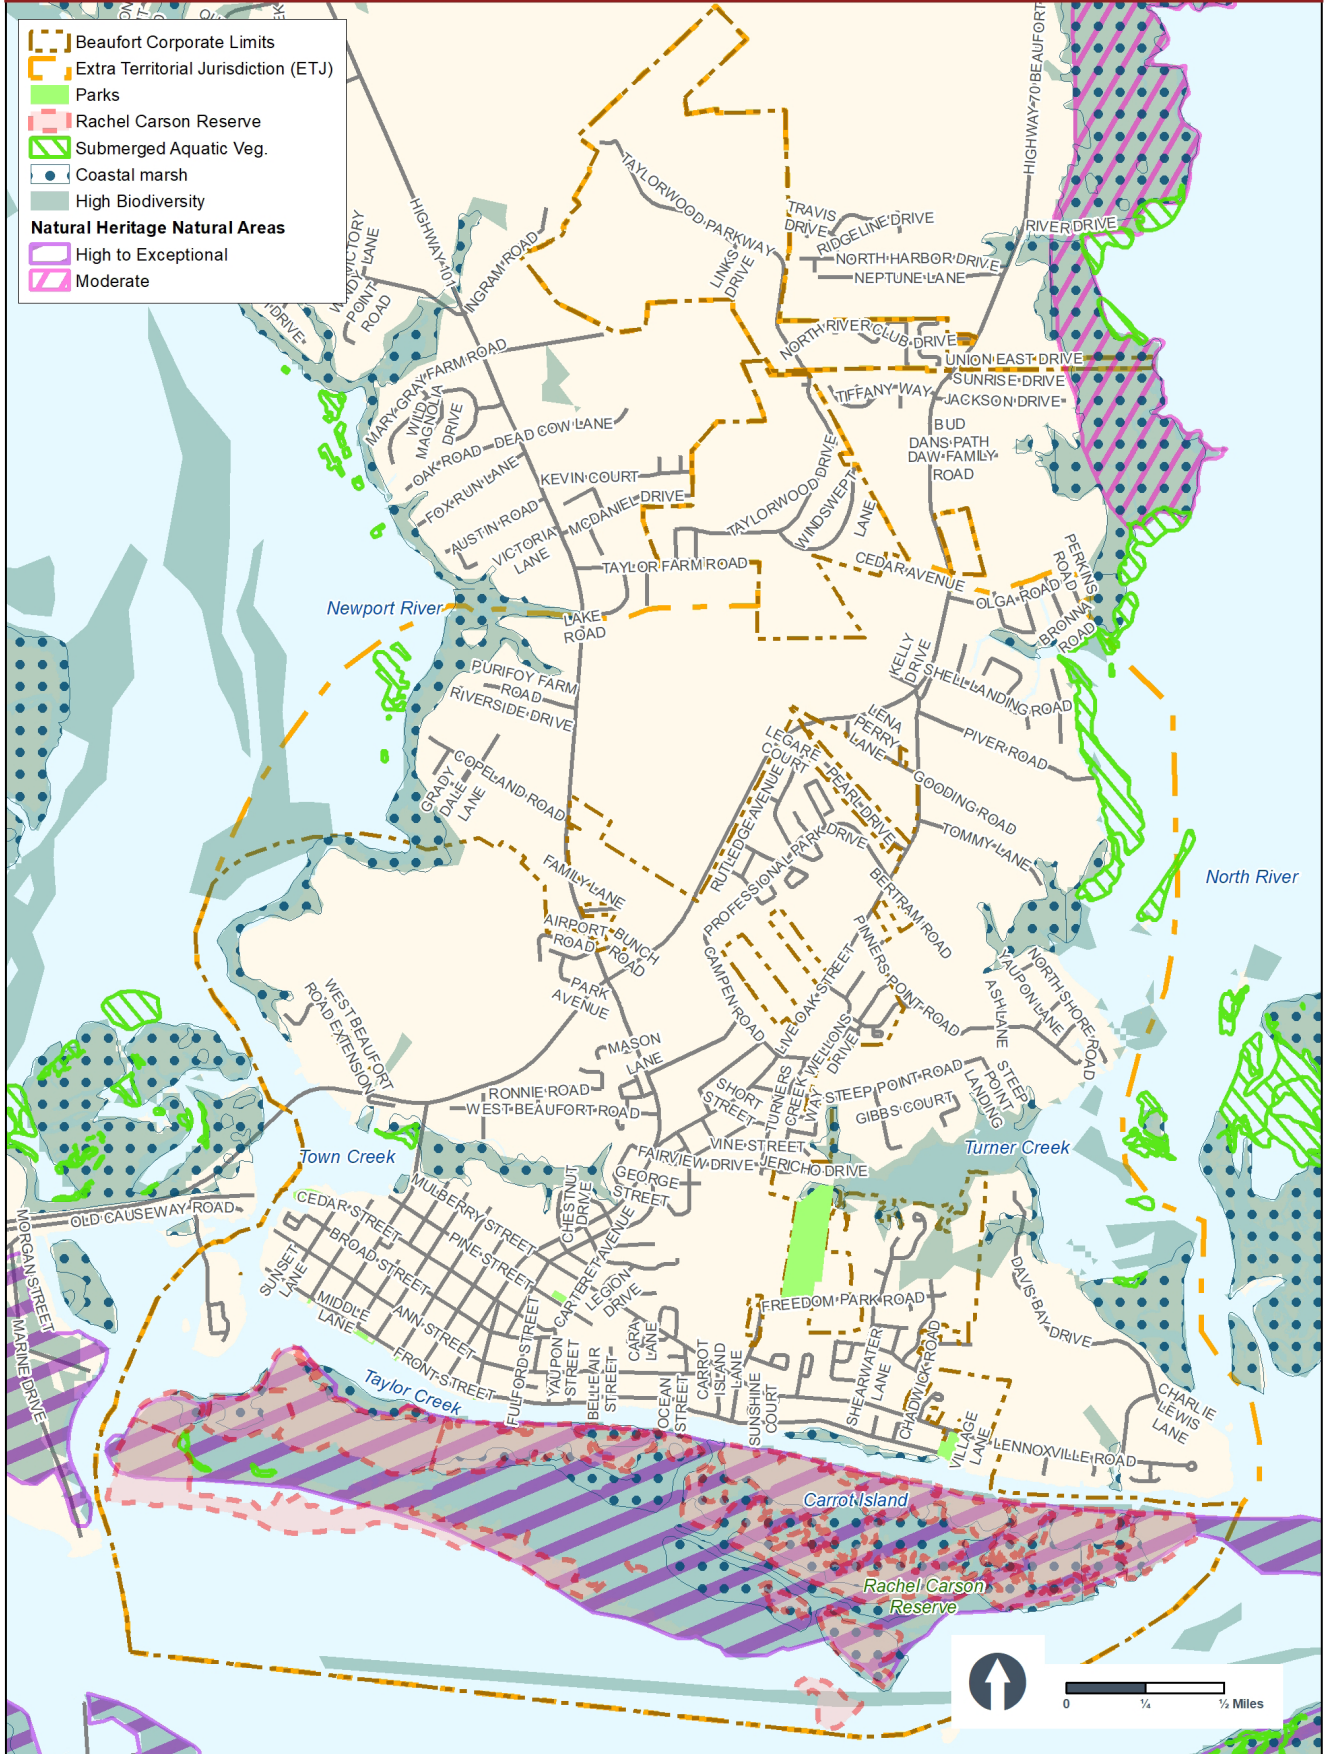 Beaufort Corporate Limits
Extra Territorial Jurisdiction (ETJ)
Parks
Rachel Carson Reserve
Submerged Aquatic Veg.
Coastal marsh
High Biodiversity
Natural Heritage Natural Areas
High to Exceptional
Moderate
HIGHWAY 70 BEAUFORT
HIGHWAY 101
INGRAM ROAD
TAYLORWOOD PARKWAY
TRAVIS
DRIVE
RIDGELINE DRIVE
RIVER DRIVE
NORTH HARBOR DRIVE
NEPTUNE LANE
LINKS
DRIVE
VICTORY
LANE
POINT
ROAD
DRIVE
NORTH RIVER CLUB DRIVE
UNION EAST DRIVE
SUNRISE DRIVE
TIFFANY WAY
JACKSON DRIVE
BUD
DANS PATH
DAW FAMILY
ROAD
MARY GRAY FARM ROAD
WILD
MAGNOLIA
DRIVE
OAK ROAD
DEAD COW LANE
FOX RUN LANE
KEVIN COURT
AUSTIN ROAD
MCDANIEL DRIVE
VICTORIA
LANE
TAYLORWOOD DRIVE
WINDSWEPT
LANE
TAYLOR FARM ROAD
CEDAR AVENUE
PERKINS
ROAD
OLGA ROAD
BRONNA
ROAD
Newport River
LAKE
ROAD
KELLY
DRIVE
SHELL LANDING ROAD
PURIFOY FARM
ROAD
RIVERSIDE DRIVE
LENA
PERRY
LANE
PIVER ROAD
LEGARE
COURT
COPELAND ROAD
GRADY
DALE
LANE
RUTLEDGE AVENUE
PEARL DRIVE
GOODING ROAD
TOMMY LANE
PROFESSIONAL PARK DRIVE
FAMILY LANE
BERTRAM ROAD
North River
AIRPORT
ROAD
BUNCH
ROAD
PARK
AVENUE
CAMPEN ROAD
LIVE OAK STREET
PINNERS POINT ROAD
NORTH SHORE ROAD
YAUPON LANE
ASH LANE
WEST BEAUFORT
ROAD EXTENSION
MASON
LANE
RONNIE ROAD
WEST BEAUFORT ROAD
SHORT
STREET
TURNERS
CREEK
WAY
WELLONS
DRIVE
STEEP POINT ROAD
GIBBS COURT
STEEP
POINT
LANDING
VINE STREET
FAIRVIEW DRIVE
JERICHO DRIVE
Turner Creek
Town Creek
GEORGE
STREET
CHESTNUT
DRIVE
MULBERRY STREET
CEDAR STREET
PINE STREET
BROAD STREET
OLD CAUSEWAY ROAD
MORGAN STREET
MARINE DRIVE
SUNSET
LANE
MIDDLE
LANE
ANN STREET
FRONT STREET
CARTERET AVENUE
LEGION
DRIVE
FULFORD STREET
YAUPON
STREET
BELLEAIR
STREET
CARA
LANE
OCEAN
STREET
CARROT
ISLAND
LANE
SUNSHINE
COURT
FREEDOM PARK ROAD
SHEARWATER
LANE
CHADWICK ROAD
DAVIS BAY DRIVE
CHARLIE
LEWIS
LANE
VILLAGE
LANE
LENNOXVILLE ROAD
Taylor Creek
Carrot Island
Rachel Carson
Reserve
0 ¼ ½ Miles